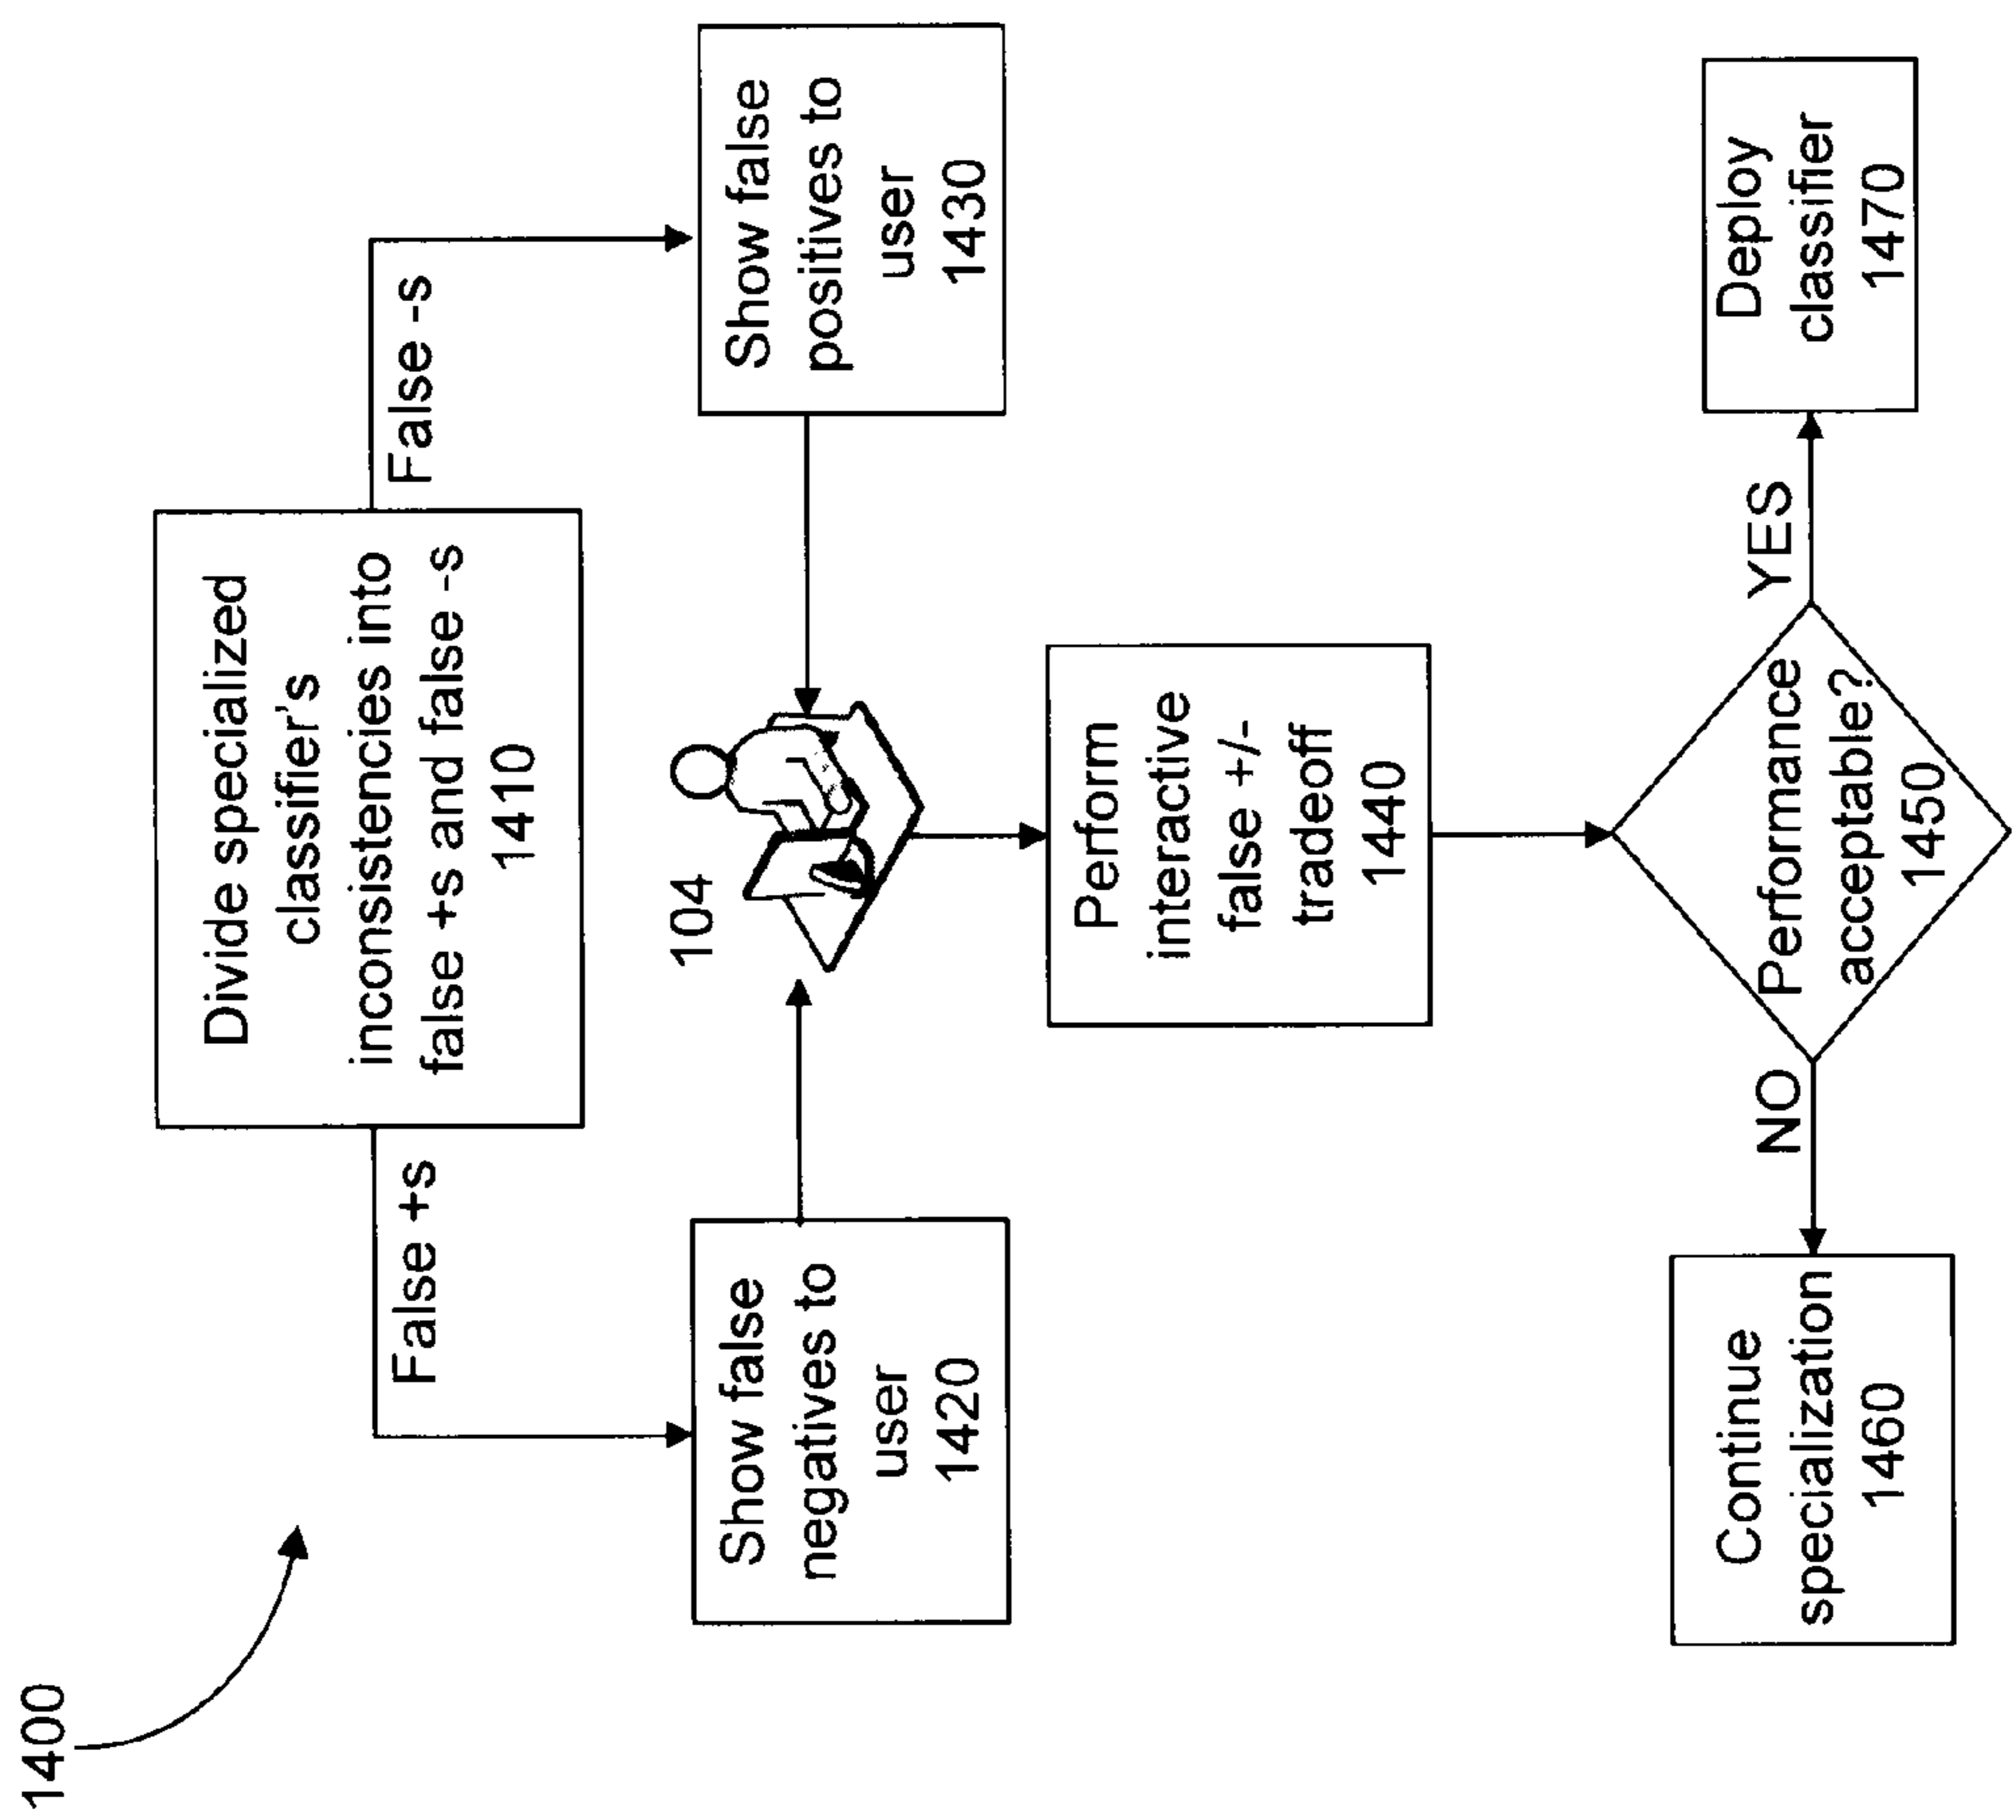 1400
Divide specialized
classifier's
inconsistencies into
false +s and false -s
1410
False +s
False -s
Show false
negatives to
user
1420
104
Show false
positives to
user
1430
Perform
interactive
false +/-
tradeoff
1440
Performance
acceptable?
1450
NO
YES
Continue
specialization
1460
Deploy
classifier
1470